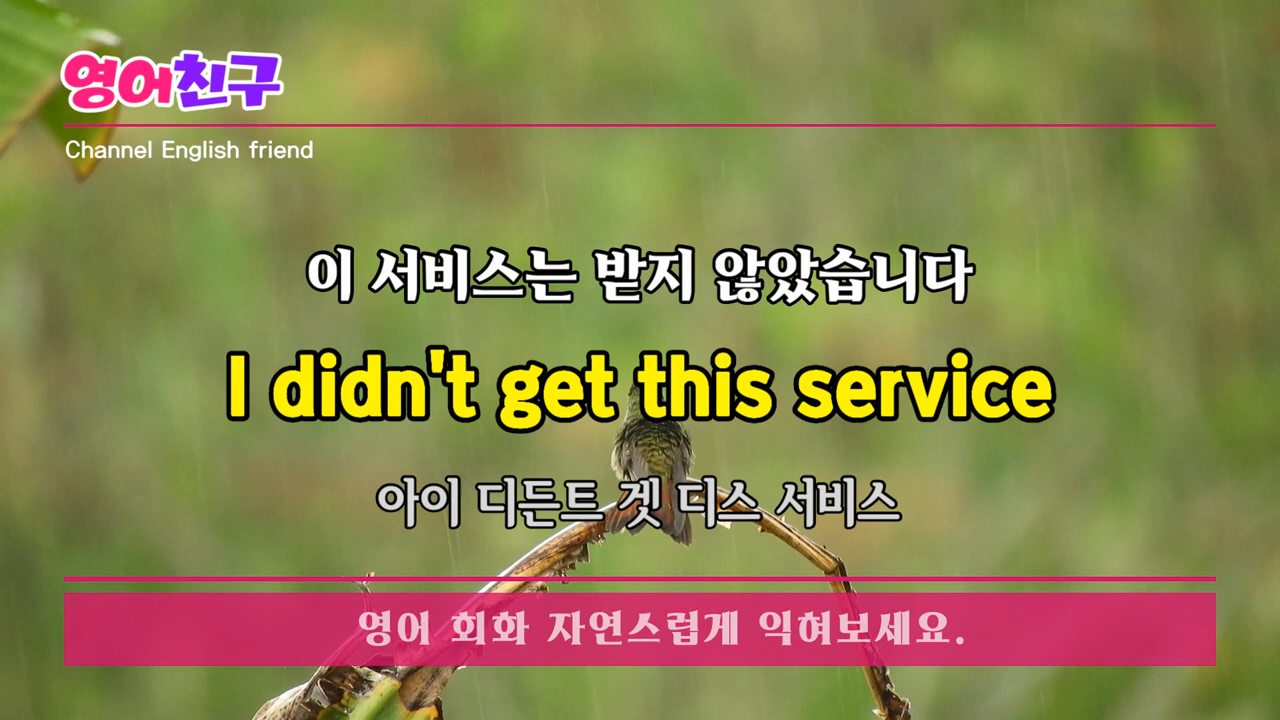 영어친구
Channel English friend
이 서비스는 받지 않았습니다
I didn't get this service
아이 디든트 겟 디스 서비스
영어 회화 자연스럽게 익혀보세요.